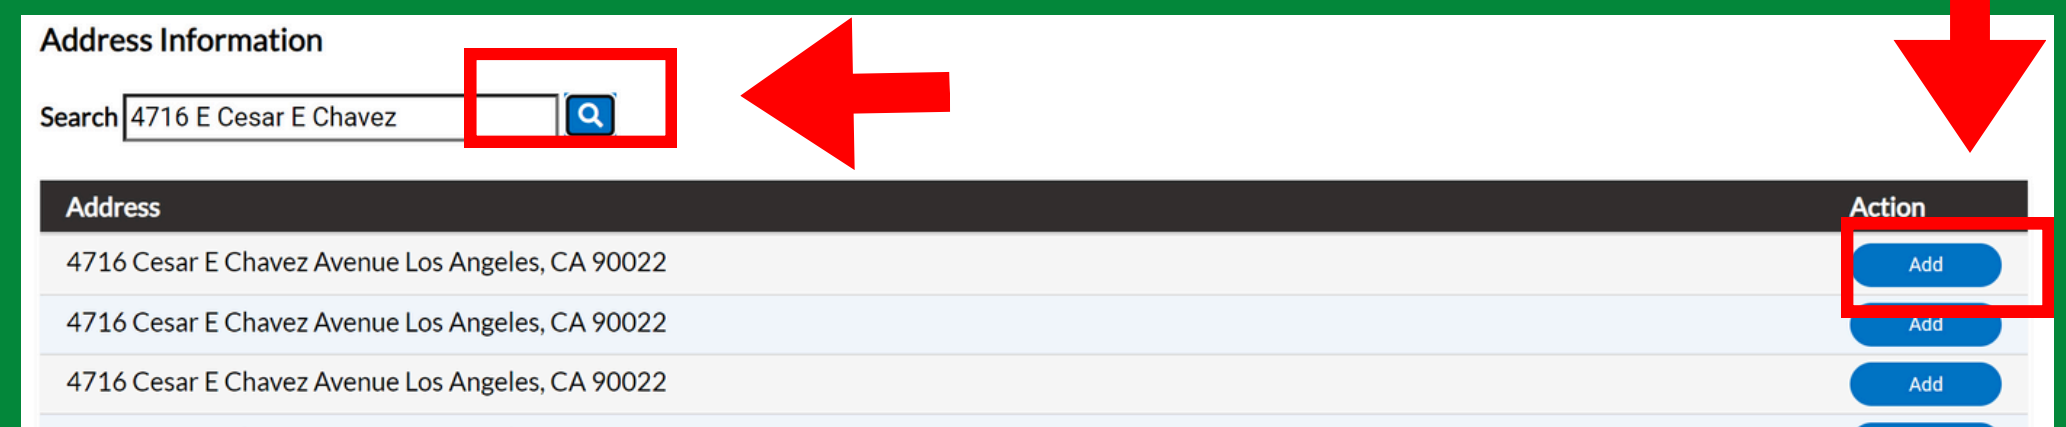 Address Information
Search 4716 E Cesar E Chavez
Address Action
4716 Cesar E Chavez Avenue Los Angeles, CA 90022 Add
4716 Cesar E Chavez Avenue Los Angeles, CA 90022 Add
4716 Cesar E Chavez Avenue Los Angeles, CA 90022 Add